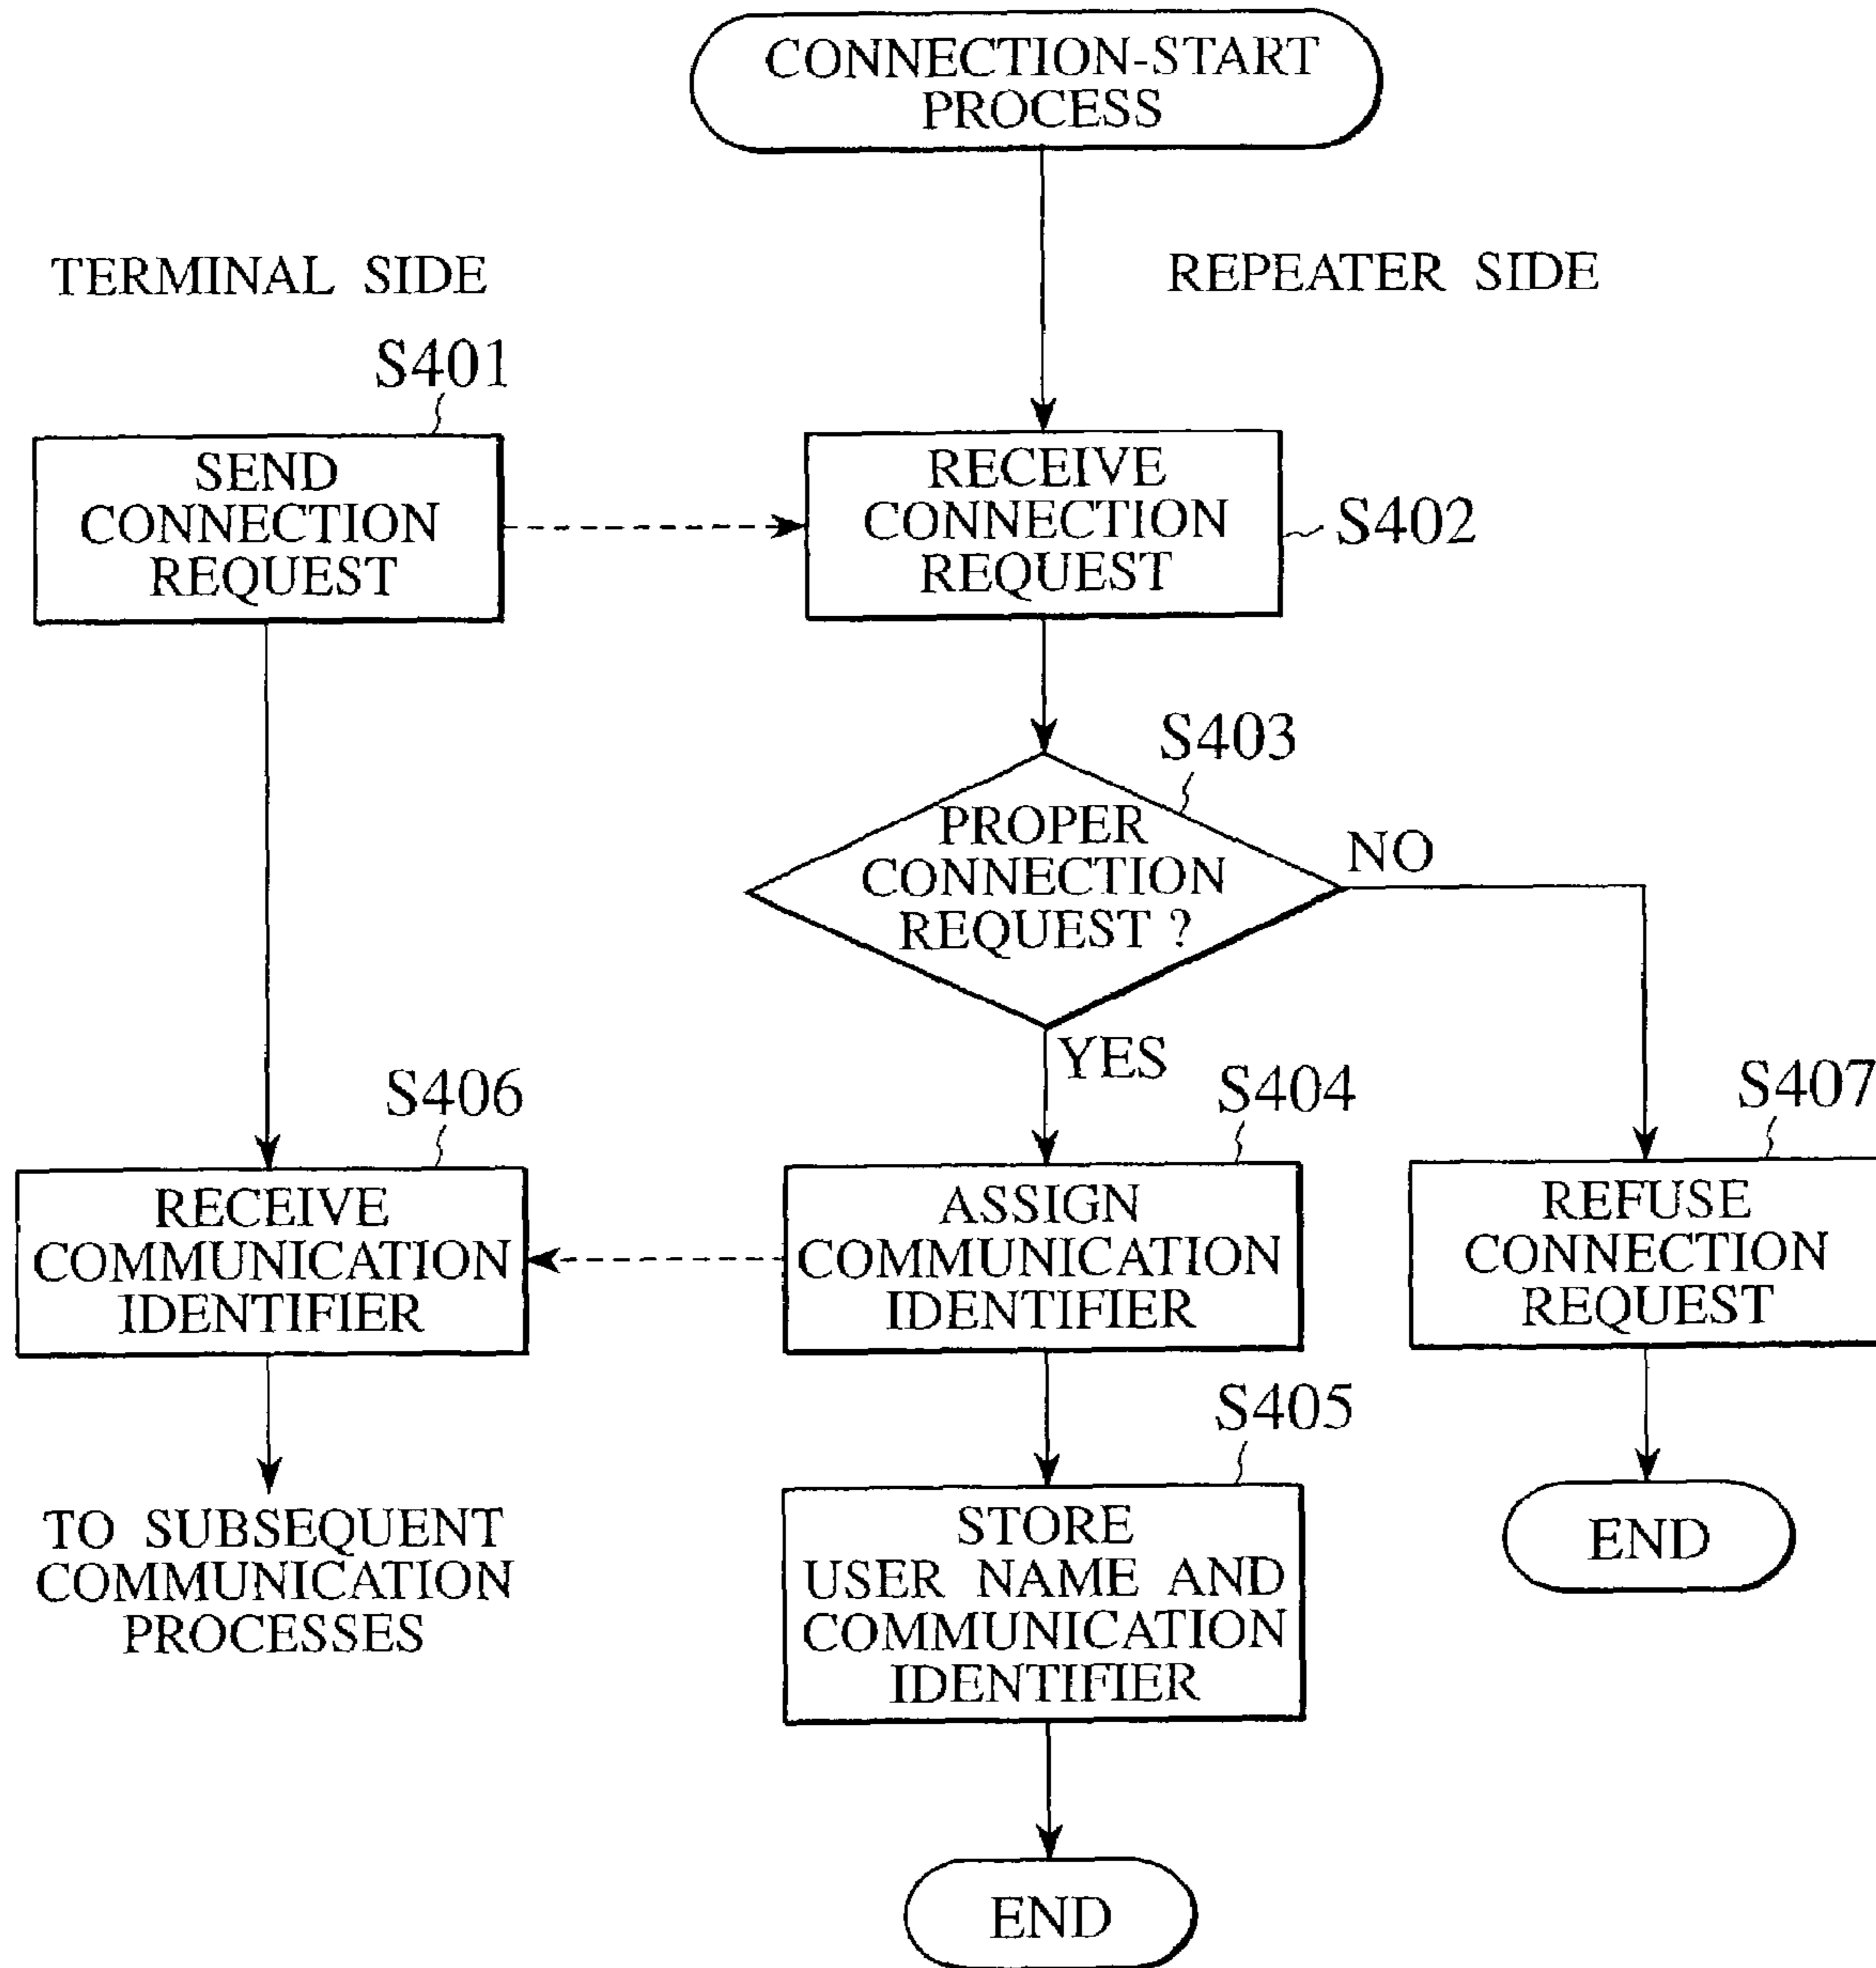 CONNECTION-START
PROCESS
TERMINAL SIDE
REPEATER SIDE
S401
SEND
CONNECTION
REQUEST
RECEIVE
CONNECTION
REQUEST
S402
S403
PROPER
CONNECTION
REQUEST ?
NO
YES
S406
RECEIVE
COMMUNICATION
IDENTIFIER
S404
ASSIGN
COMMUNICATION
IDENTIFIER
S407
REFUSE
CONNECTION
REQUEST
TO SUBSEQUENT
COMMUNICATION
PROCESSES
S405
STORE
USER NAME AND
COMMUNICATION
IDENTIFIER
END
END